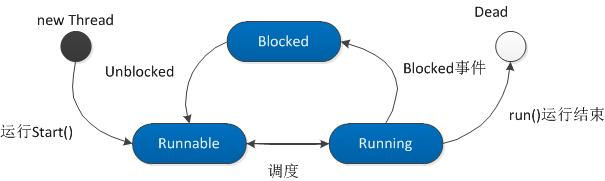 new Thread
Dead
Blocked
Unblocked
Blocked事件
运行Start()
run()运行结束
Runnable
Running
调度